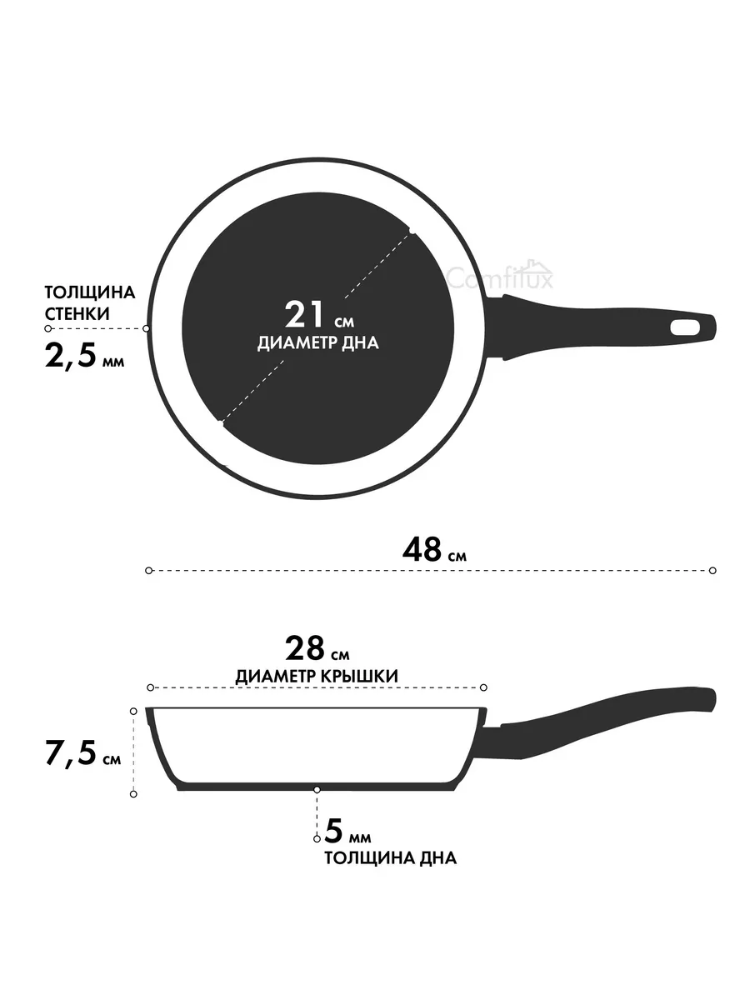 Comfilux
ТОЛЩИНА
СТЕНКИ
2,5 мм
21 см
ДИАМЕТР ДНА
48 см
28 см
ДИАМЕТР КРЫШКИ
7,5 см
5 мм
ТОЛЩИНА ДНА